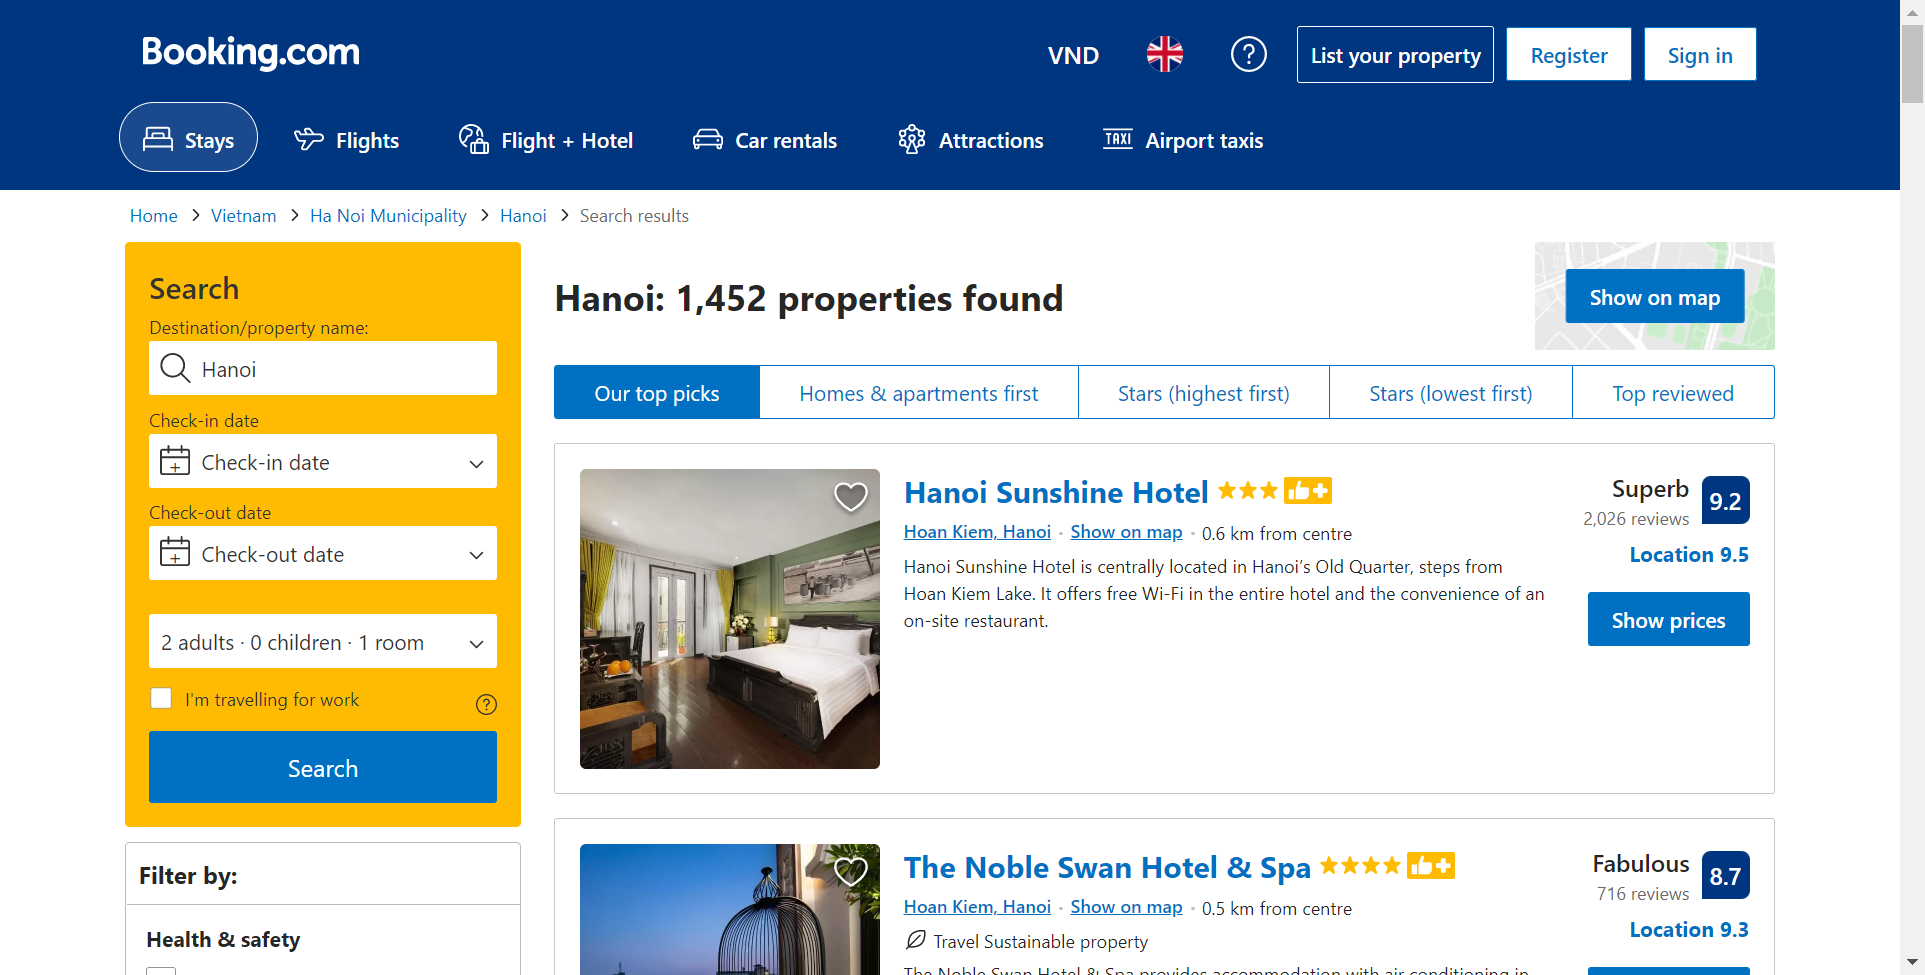 Booking.com
VND
List your property
Register
Sign in
Stays
Flights
Flight + Hotel
Car rentals
Attractions
TAXI
Airport taxis
Home > Vietnam > Ha Noi Municipality > Hanoi > Search results
Search
Destination/property name:
Hanoi
Check-in date
Check-in date
Check-out date
Check-out date
2 adults · 0 children · 1 room
I'm travelling for work
Search
Filter by:
Health & safety
Hanoi: 1,452 properties found
Show on map
Our top picks
Homes & apartments first
Stars (highest first)
Stars (lowest first)
Top reviewed
Hanoi Sunshine Hotel
Hoan Kiem, Hanoi · Show on map · 0.6 km from centre
Hanoi Sunshine Hotel is centrally located in Hanoi’s Old Quarter, steps from
Hoan Kiem Lake. It offers free Wi-Fi in the entire hotel and the convenience of an
on-site restaurant.
Superb
2,026 reviews
9.2
Location 9.5
Show prices
The Noble Swan Hotel & Spa
Hoan Kiem, Hanoi · Show on map · 0.5 km from centre
Travel Sustainable property
The Noble Swan Hotel & Spa provides accommodation with air conditioning in
Fabulous
716 reviews
8.7
Location 9.3